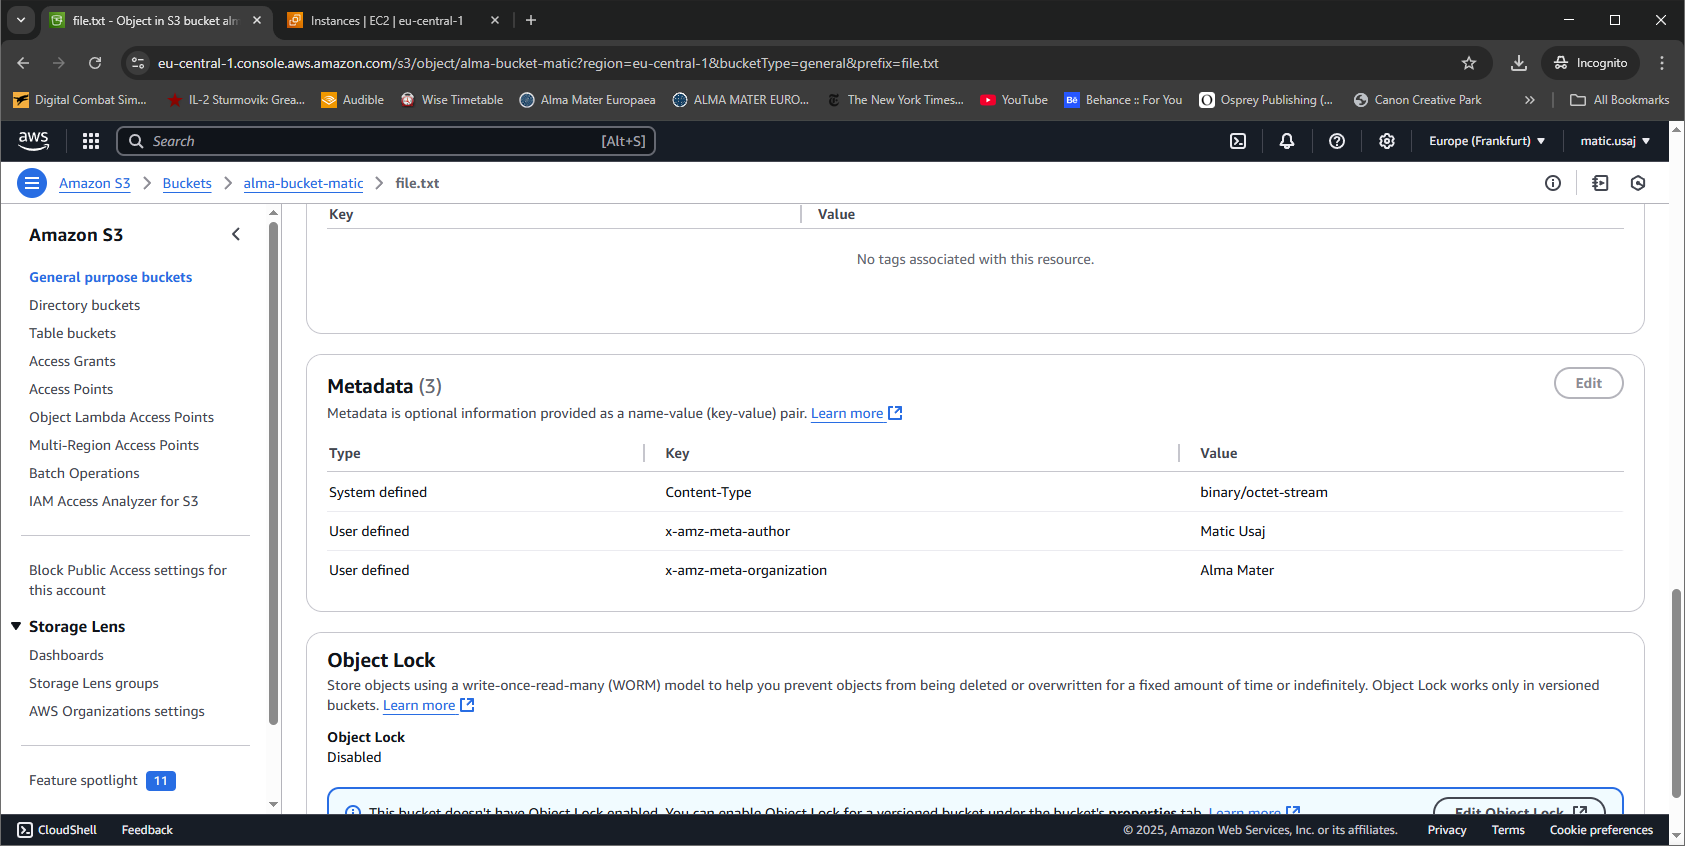 file.txt - Object in S3 bucket alm
Instances | EC2 | eu-central-1
eu-central-1.console.aws.amazon.com/s3/object/alma-bucket-matic?region=eu-central-1&bucketType=general&prefix=file.txt
Incognito
Digital Combat Sim...
IL-2 Sturmovik: Grea...
Audible
Wise Timetable
Alma Mater Europaea
ALMA MATER EURO...
The New York Times...
YouTube
Bē
Behance :: For You
Osprey Publishing (...
Canon Creative Park
»
All Bookmarks
aws
Search
[Alt+S]
Europe (Frankfurt)
matic.usaj
Amazon S3
Buckets
alma-bucket-matic
file.txt
Amazon S3
General purpose buckets
Directory buckets
Table buckets
Access Grants
Access Points
Object Lambda Access Points
Multi-Region Access Points
Batch Operations
IAM Access Analyzer for S3
Block Public Access settings for
this account
Storage Lens
Dashboards
Storage Lens groups
AWS Organizations settings
Feature spotlight 11
Key
Value
No tags associated with this resource.
Metadata (3)
Edit
Metadata is optional information provided as a name-value (key-value) pair. Learn more
Type
Key
Value
System defined
Content-Type
binary/octet-stream
User defined
x-amz-meta-author
Matic Usaj
User defined
x-amz-meta-organization
Alma Mater
Object Lock
Store objects using a write-once-read-many (WORM) model to help you prevent objects from being deleted or overwritten for a fixed amount of time or indefinitely. Object Lock works only in versioned
buckets. Learn more
Object Lock
Disabled
This bucket doesn't have Object Lock enabled. You can enable Object Lock for a versioned bucket under the bucket's properties tab. Learn more
Edit Object Lock
CloudShell
Feedback
© 2025, Amazon Web Services, Inc. or its affiliates.
Privacy
Terms
Cookie preferences